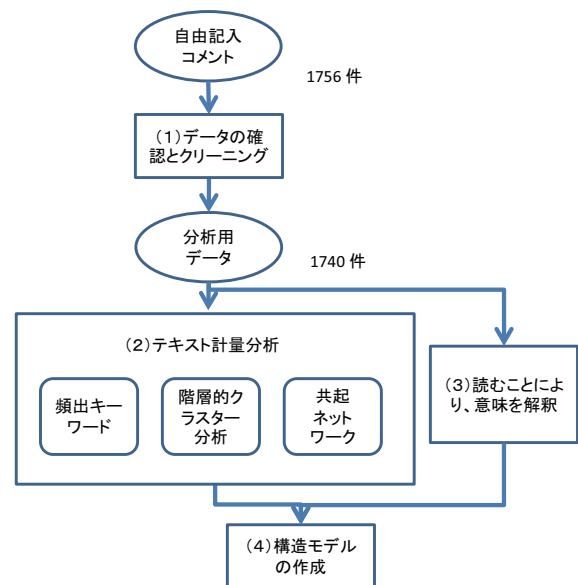 自由記入
コメント
1756 件
(1)データの確
認とクリーニング
分析用
データ
1740 件
(2)テキスト計量分析
頻出キー
ワード
階層的ク
ラスター
分析
共起
ネット
ワーク
(3)読むことによ
り、意味を解釈
(4)構造モデル
の作成